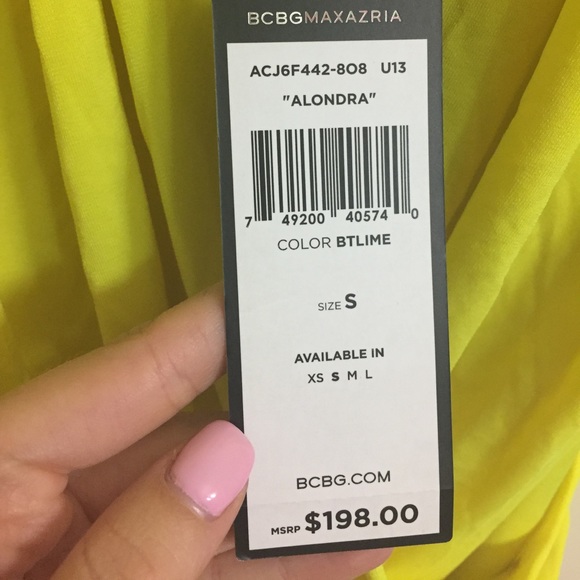 BCBGMAXAZRIA
ACJ6F442-808 U13
"ALONDRA"
7 49200 40574 0
COLOR BTLIME
SIZE S
AVAILABLE IN
XS S M L
BCBG.COM
MSRP $198.00